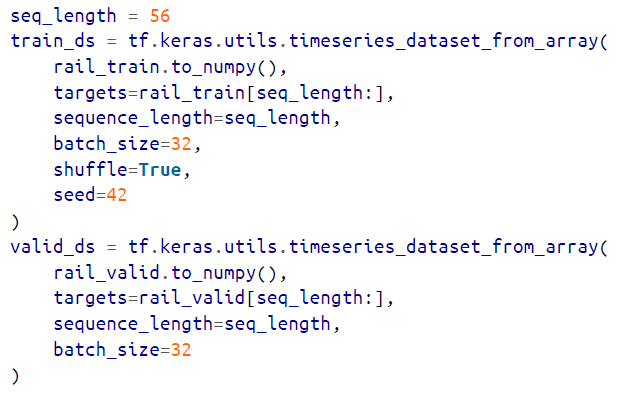 seq_length = 56
train_ds = tf.keras.utils.timeseries_dataset_from_array(
    rail_train.to_numpy(),
    targets=rail_train[seq_length:],
    sequence_length=seq_length,
    batch_size=32,
    shuffle=True,
    seed=42
)
valid_ds = tf.keras.utils.timeseries_dataset_from_array(
    rail_valid.to_numpy(),
    targets=rail_valid[seq_length:],
    sequence_length=seq_length,
    batch_size=32
)